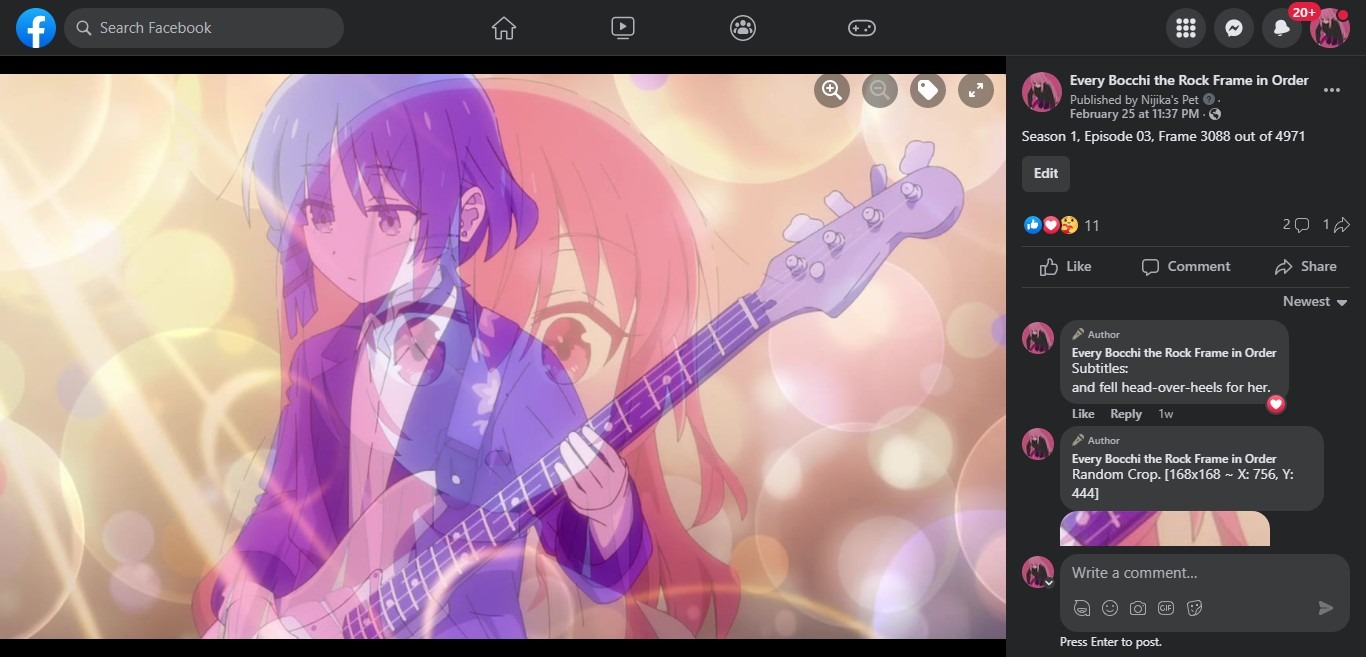 Search Facebook
20+
Every Bocchi the Rock Frame in Order
Published by Nijika's Pet ·
February 25 at 11:37 PM ·
Season 1, Episode 03, Frame 3088 out of 4971
Edit
11
2
1
Like
Comment
Share
Newest
Author
Every Bocchi the Rock Frame in Order
Subtitles:
and fell head-over-heels for her.
Like Reply 1w
Author
Every Bocchi the Rock Frame in Order
Random Crop. [168x168 ~ X: 756, Y:
444]
Write a comment...
GIF
Press Enter to post.